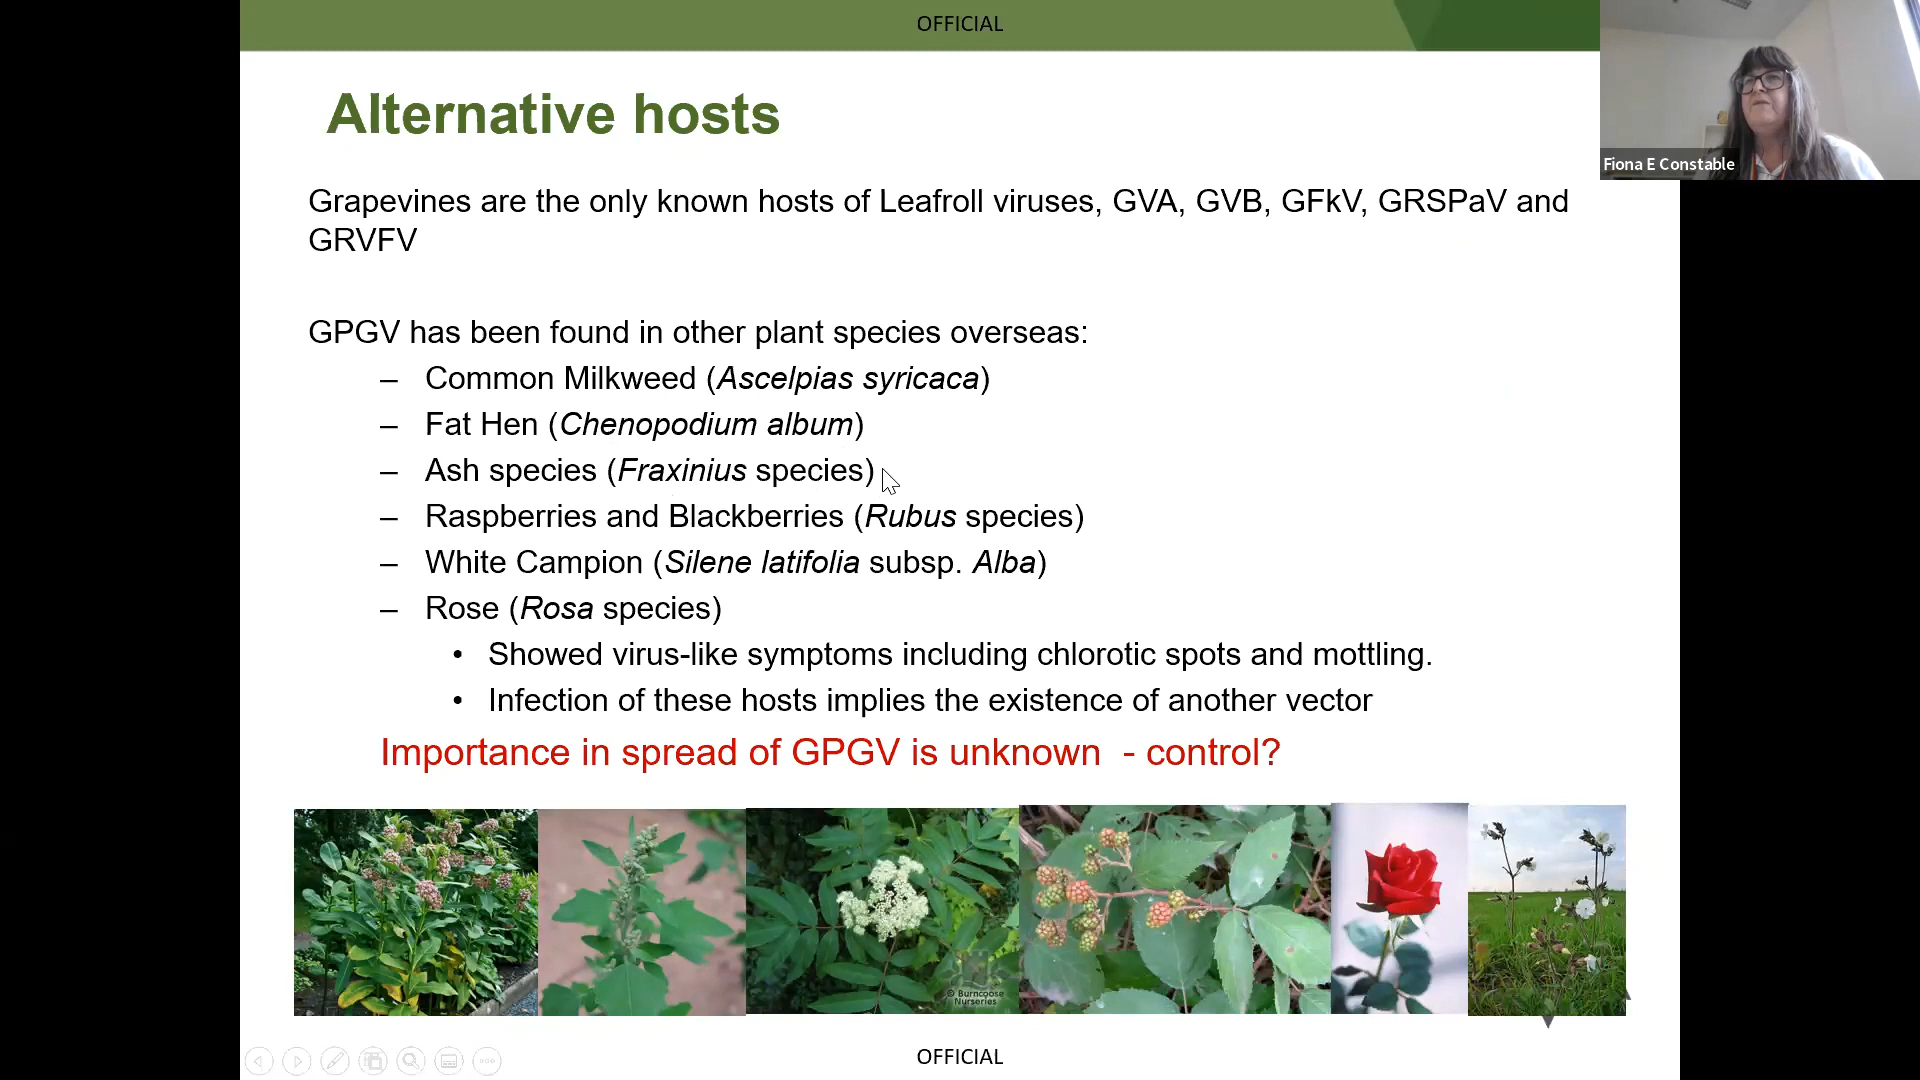 OFFICIAL
Fiona E Constable
Alternative hosts
Grapevines are the only known hosts of Leafroll viruses, GVA, GVB, GFkV, GRSPaV and
GRVFV
GPGV has been found in other plant species overseas:
– Common Milkweed (Ascelpias syricaca)
– Fat Hen (Chenopodium album)
– Ash species (Fraxinius species)
– Raspberries and Blackberries (Rubus species)
– White Campion (Silene latifolia subsp. Alba)
– Rose (Rosa species)
• Showed virus-like symptoms including chlorotic spots and mottling.
• Infection of these hosts implies the existence of another vector
Importance in spread of GPGV is unknown - control?
© Burncoose
Nurseries
OFFICIAL